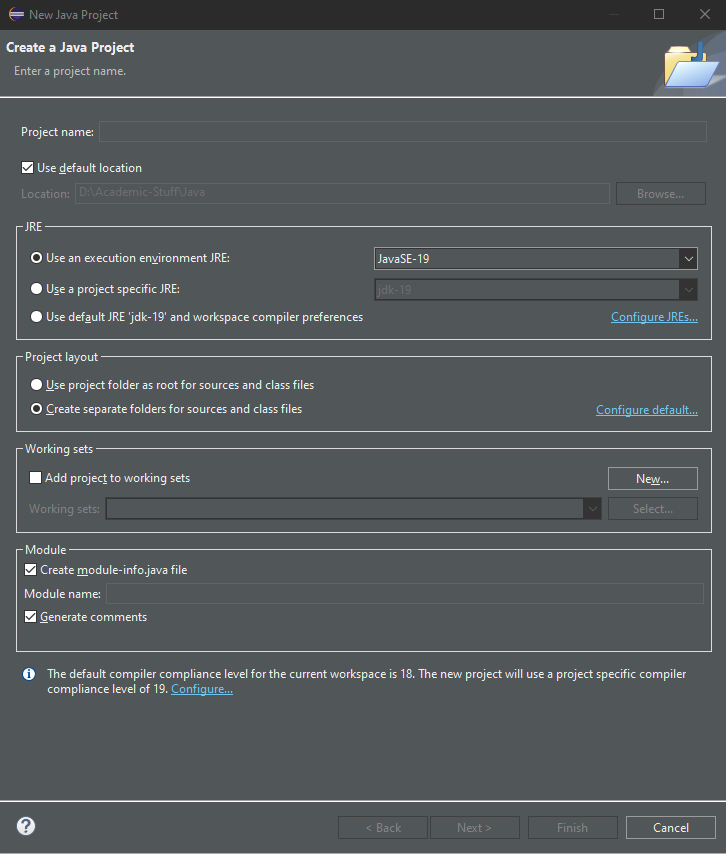 New Java Project
Create a Java Project
Enter a project name.
Project name:
Use default location
Location: D:\Academic-Stuff\Java Browse...
JRE
Use an execution environment JRE: JavaSE-19
Use a project specific JRE: jdk-19
Use default JRE 'jdk-19' and workspace compiler preferences Configure JREs...
Project layout
Use project folder as root for sources and class files
Create separate folders for sources and class files Configure default...
Working sets
Add project to working sets New...
Working sets: Select...
Module
Create module-info.java file
Module name:
Generate comments
The default compiler compliance level for the current workspace is 18. The new project will use a project specific compiler
compliance level of 19. Configure...
? < Back Next > Finish Cancel